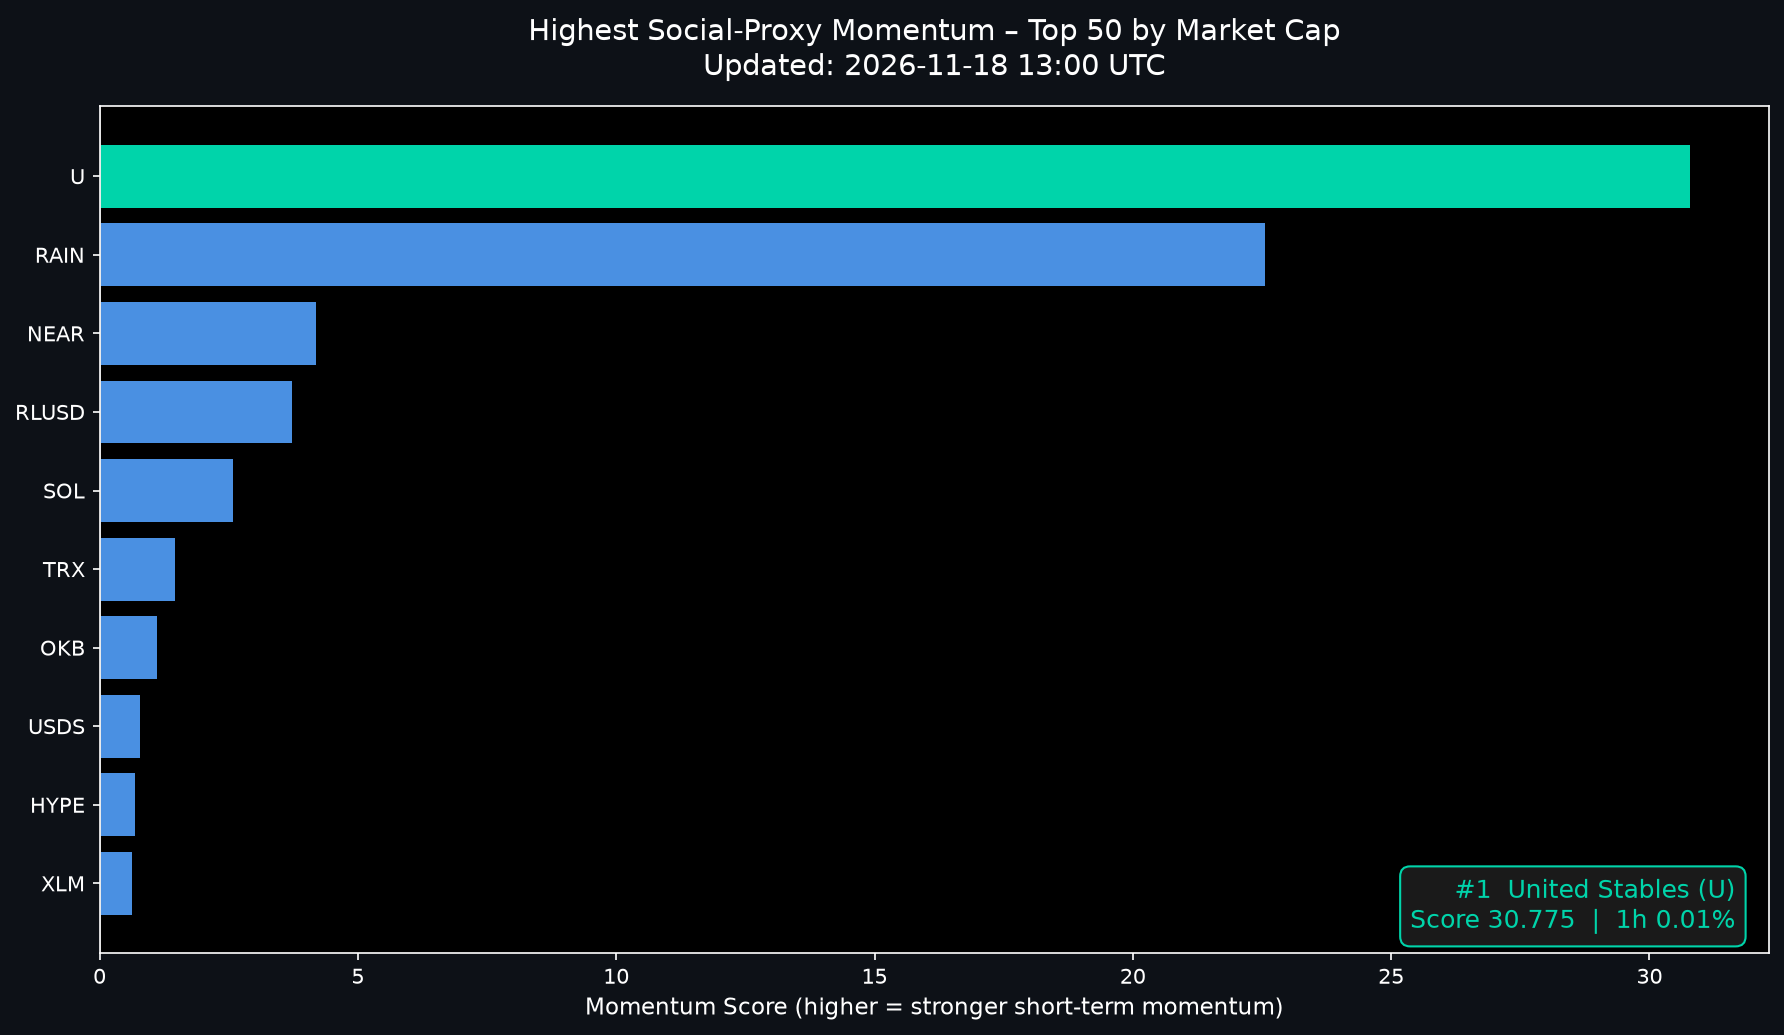 Highest Social-Proxy Momentum – Top 50 by Market Cap
Updated: 2026-11-18 13:00 UTC
U
RAIN
NEAR
RLUSD
SOL
TRX
OKB
USDS
HYPE
XLM
#1  United Stables (U)
Score 30.775  |  1h 0.01%
0 5 10 15 20 25 30
Momentum Score (higher = stronger short-term momentum)